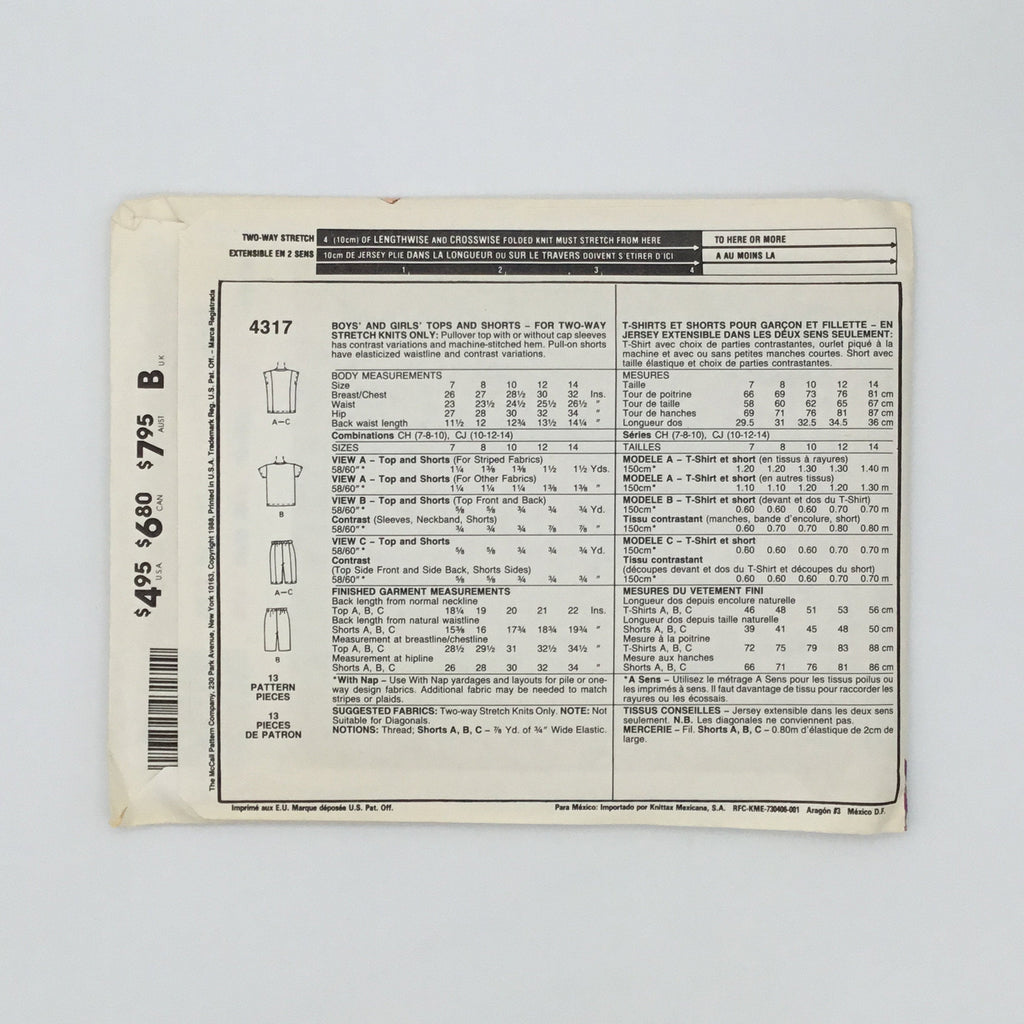 TWO-WAY STRETCH
4 (10cm) OF LENGTHWISE AND CROSSWISE FOLDED KNIT MUST STRETCH FROM HERE
TO HERE OR MORE
EXTENSIBLE EN 2 SENS
10cm DE JERSEY PLIE DANS LA LONGUEUR OU SUR LE TRAVERS DOIVENT S'ETIRER D'ICI
A AU MOINS LA
1 2 3 4
4317
A–C
B
A–C
B
13
PATTERN
PIECES
13
PIECES
DE PATRON
BOYS' AND GIRLS' TOPS AND SHORTS – FOR TWO-WAY
STRETCH KNITS ONLY: Pullover top with or without cap sleeves
has contrast variations and machine-stitched hem. Pull-on shorts
have elasticized waistline and contrast variations.
BODY MEASUREMENTS
Size 7 8 10 12 14
Breast/Chest 26 27 28½ 30 32 Ins.
Waist 23 23½ 24½ 25½ 26½ "
Hip 27 28 30 32 34 "
Back waist length 11½ 12 12¾ 13½ 14¼ "
Combinations CH (7-8-10), CJ (10-12-14)
SIZES 7 8 10 12 14
VIEW A – Top and Shorts (For Striped Fabrics)
58/60"* 1¼ 1⅜ 1⅜ 1½ 1½ Yds.
VIEW A – Top and Shorts (For Other Fabrics)
58/60"* 1¼ 1¼ 1¼ 1⅜ 1⅜ "
VIEW B – Top and Shorts (Top Front and Back)
58/60"* ⅝ ⅝ ¾ ¾ ¾ Yd.
Contrast (Sleeves, Neckband, Shorts)
58/60"* ¾ ¾ ¾ ⅞ ⅞ "
VIEW C – Top and Shorts
58/60"* ⅝ ⅝ ¾ ¾ ¾ Yd.
Contrast
(Top Side Front and Side Back, Shorts Sides)
58/60"* ⅝ ⅝ ¾ ¾ ¾ "
FINISHED GARMENT MEASUREMENTS
Back length from normal neckline
Top A, B, C 18¼ 19 20 21 22 Ins.
Back length from natural waistline
Shorts A, B, C 15⅜ 16 17¾ 18¾ 19¾ "
Measurement at breastline/chestline
Top A, B, C 28½ 29½ 31 32½ 34½ "
Measurement at hipline
Shorts A, B, C 26 28 30 32 34 "
*With Nap – Use With Nap yardages and layouts for pile or one-
way design fabrics. Additional fabric may be needed to match
stripes or plaids.
SUGGESTED FABRICS: Two-way Stretch Knits Only. NOTE: Not
Suitable for Diagonals.
NOTIONS: Thread; Shorts A, B, C – ⅞ Yd. of ¾" Wide Elastic.
T-SHIRTS ET SHORTS POUR GARÇON ET FILLETTE – EN
JERSEY EXTENSIBLE DANS LES DEUX SENS SEULEMENT:
T-Shirt avec choix de parties contrastantes, ourlet piqué à la
machine et avec ou sans petites manches courtes. Short avec
taille élastique et choix de parties contrastantes.
MESURES
Taille 7 8 10 12 14
Tour de poitrine 66 69 73 76 81 cm
Tour de taille 58 60 62 65 67 cm
Tour de hanches 69 71 76 81 87 cm
Longueur dos 29.5 31 32.5 34.5 36 cm
Séries CH (7-8-10), CJ (10-12-14)
TAILLES 7 8 10 12 14
MODELE A – T-Shirt et short (en tissus à rayures)
150cm* 1.20 1.20 1.30 1.30 1.40 m
MODELE A – T-Shirt et short (en autres tissus)
150cm* 1.10 1.10 1.20 1.20 1.30 m
MODELE B – T-Shirt et short (devant et dos du T-Shirt)
150cm* 0.60 0.60 0.60 0.70 0.70 m
Tissu contrastant (manches, bande d'encolure, short)
150cm* 0.60 0.70 0.70 0.80 0.80 m
MODELE C – T-Shirt et short
150cm* 0.60 0.60 0.60 0.70 0.70 m
Tissu contrastant
(découpes devant et dos du T-Shirt et découpes du short)
150cm* 0.60 0.60 0.60 0.70 0.70 m
MESURES DU VETEMENT FINI
Longueur dos depuis encolure naturelle
T-Shirts A, B, C 46 48 51 53 56 cm
Longueur dos depuis taille naturelle
Shorts A, B, C 39 41 45 48 50 cm
Mesure à la poitrine
T-Shirts A, B, C 72 75 79 83 88 cm
Mesure aux hanches
Shorts A, B, C 66 71 76 81 86 cm
*A Sens – Utilisez le métrage A Sens pour les tissus poilus ou
les imprimés à sens. Il faut davantage de tissu pour raccorder les
rayures ou les écossais.
TISSUS CONSEILLES – Jersey extensible dans les deux sens
seulement. N.B. Les diagonales ne conviennent pas.
MERCERIE – Fil. Shorts A, B, C – 0.80m d'élastique de 2cm de
large.
Imprimé aux E.U. Marque déposée U.S. Pat. Off.
Para México: Importado por Knittax Mexicana, S.A. RFC-KME-730406-001 Aragón #3 México D.F.
The McCall Pattern Company, 230 Park Avenue, New York 10163, Copyright 1988, Printed in U.S.A. Trademark Reg. U.S. Pat. Off. – Marca Registrada
$4.95 U.S.A. $6.80 CAN $7.95 AUST B UK